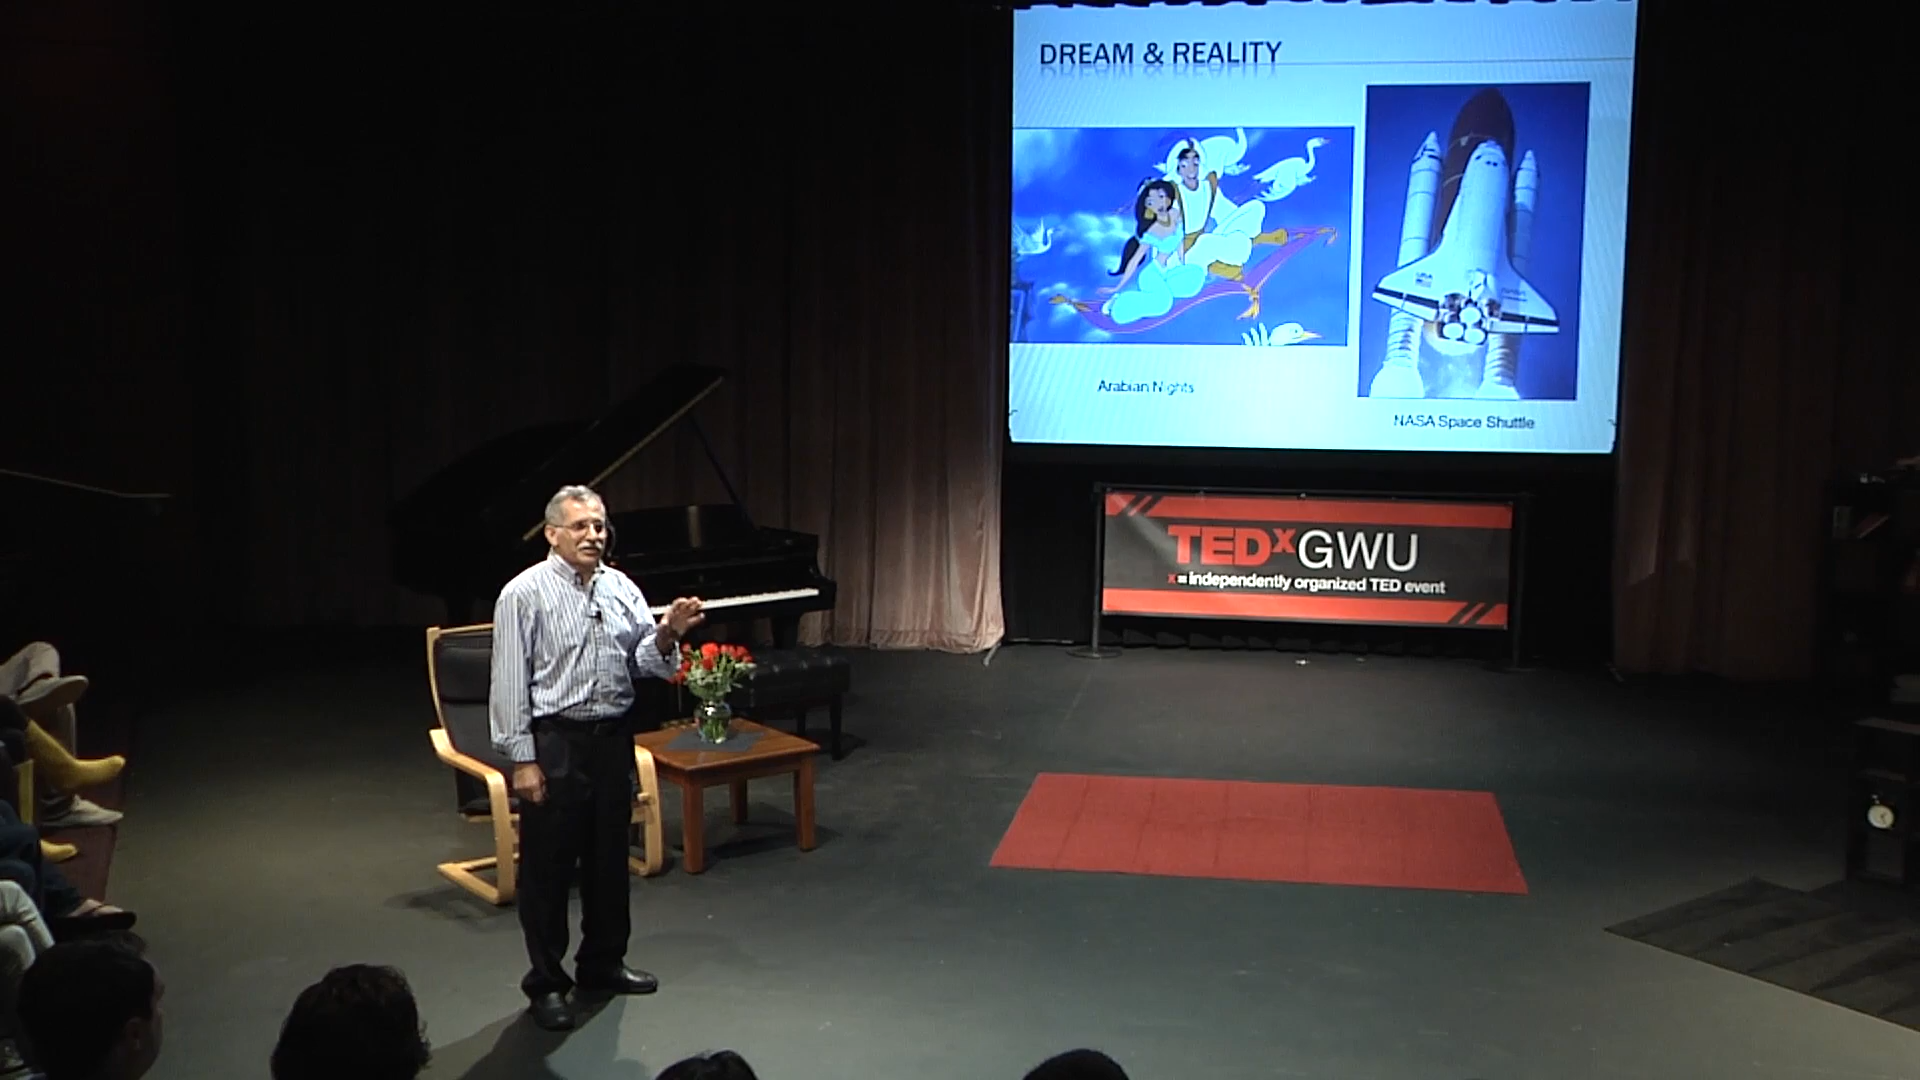 DREAM & REALITY
Arabian Nights
NASA Space Shuttle
TEDxGWU
x = independently organized TED event